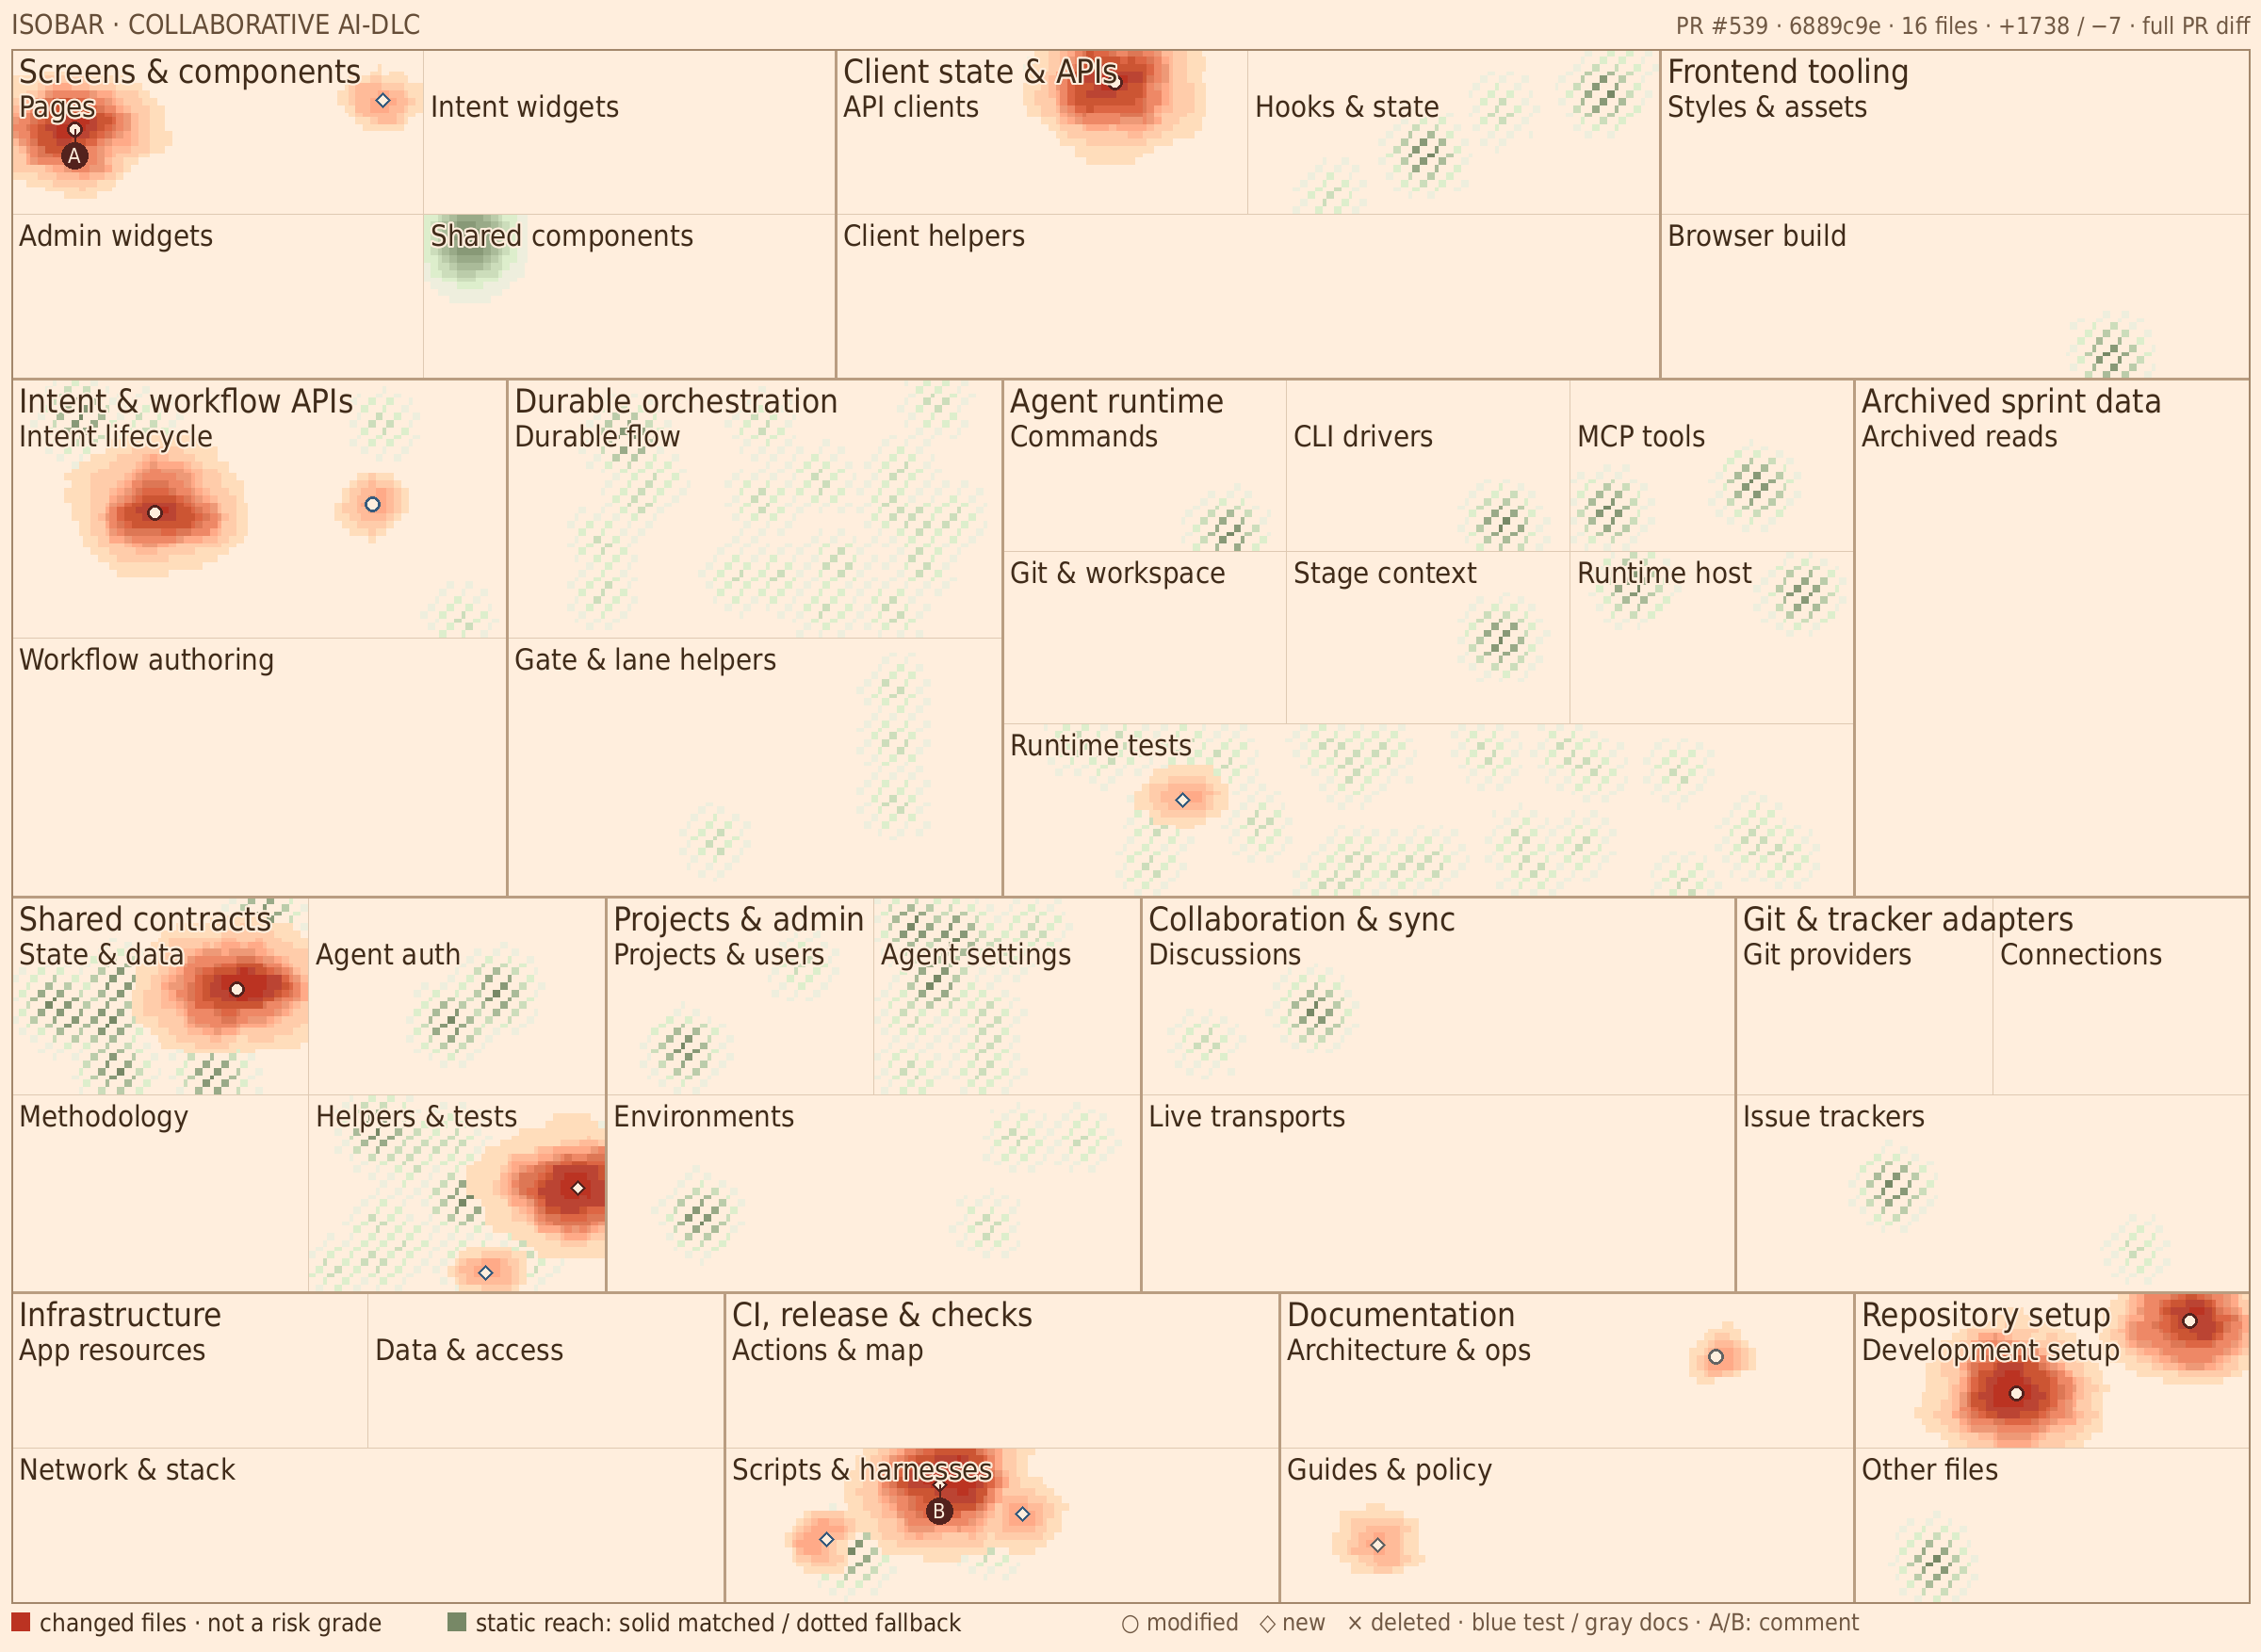 ISOBAR · COLLABORATIVE AI-DLC
PR #539 · 6889c9e · 16 files · +1738 / −7 · full PR diff
Screens & components
Pages
A
Intent widgets
Admin widgets
Shared components
Client state & APIs
API clients
Hooks & state
Client helpers
Frontend tooling
Styles & assets
Browser build
Intent & workflow APIs
Intent lifecycle
Workflow authoring
Durable orchestration
Durable flow
Gate & lane helpers
Agent runtime
Commands
CLI drivers
MCP tools
Git & workspace
Stage context
Runtime host
Runtime tests
Archived sprint data
Archived reads
Shared contracts
State & data
Agent auth
Methodology
Helpers & tests
Projects & admin
Projects & users
Agent settings
Environments
Collaboration & sync
Discussions
Live transports
Git & tracker adapters
Git providers
Connections
Issue trackers
Infrastructure
App resources
Data & access
Network & stack
CI, release & checks
Actions & map
Scripts & harnesses
B
Documentation
Architecture & ops
Guides & policy
Repository setup
Development setup
Other files
changed files · not a risk grade
static reach: solid matched / dotted fallback
○ modified ◇ new × deleted · blue test / gray docs · A/B: comment